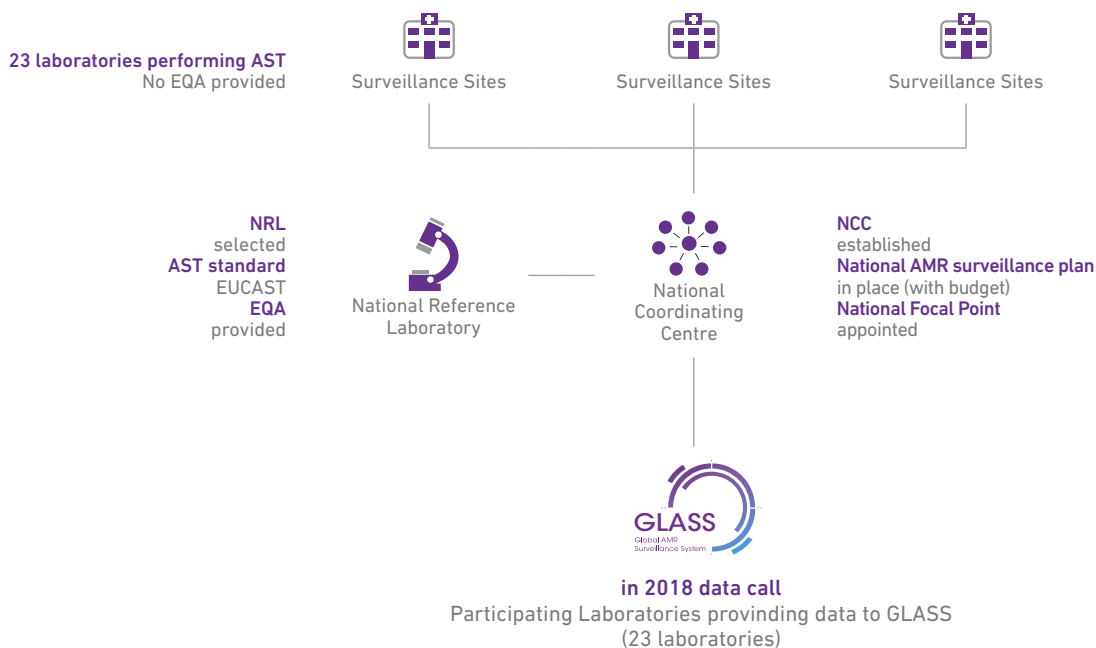 23 laboratories performing AST
No EQA provided
Surveillance Sites
Surveillance Sites
Surveillance Sites
NRL
selected
AST standard
EUCAST
EQA
provided
National Reference
Laboratory
National
Coordinating
Centre
NCC
established
National AMR surveillance plan
in place (with budget)
National Focal Point
appointed
GLASS
Global AMR
Surveillance System
in 2018 data call
Participating Laboratories provinding data to GLASS
(23 laboratories)